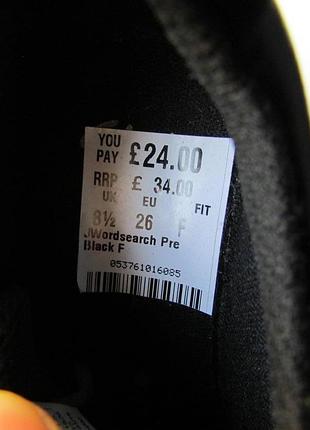 YOU PAY £24.00
RRP £ 34.00
UK EU FIT
8½ 26 F
JWordsearch Pre
Black F
053761016085